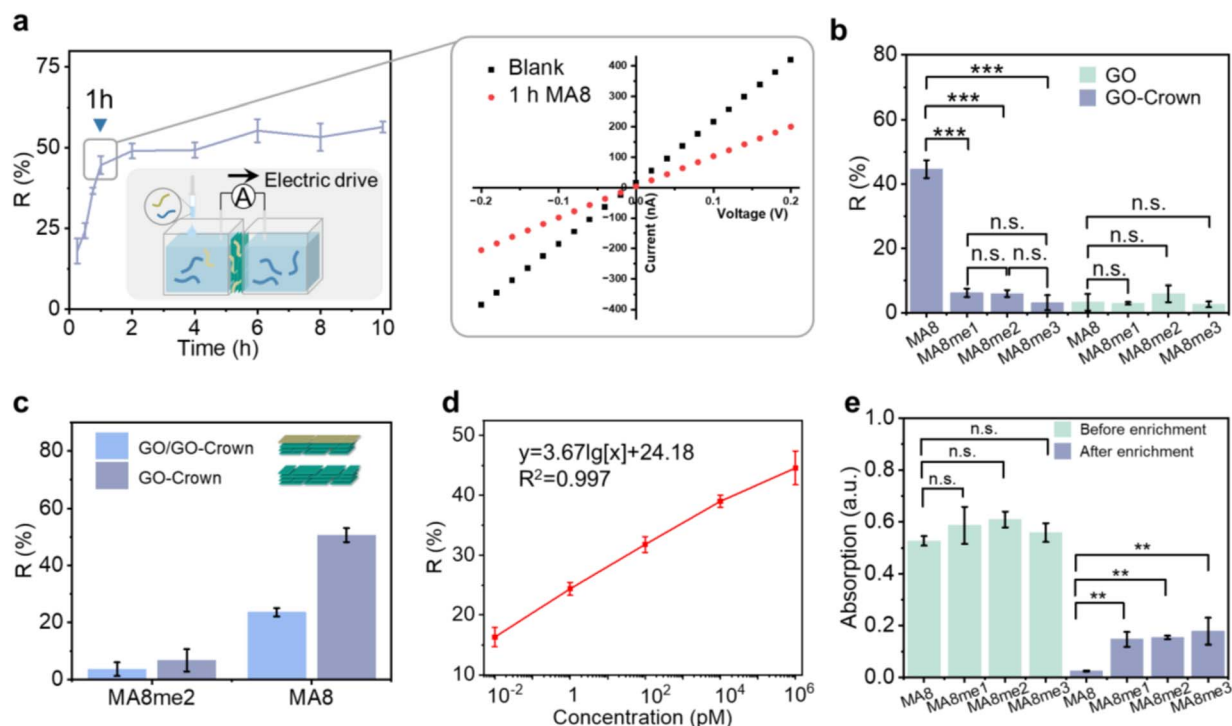 a
75
50
25
0
R (%)
0
2
4
6
8
10
Time (h)
1h
A
Electric drive
Blank
1 h MA8
400
300
200
100
−0.2
−0.1
0.0
0.1
0.2
Voltage (V)
−100
−200
−300
−400
Current (nA)
b
80
60
40
20
0
R (%)
GO
GO-Crown
***
***
***
n.s.
n.s.
n.s.
n.s.
n.s.
n.s.
MA8
MA8me1
MA8me2
MA8me3
MA8
MA8me1
MA8me2
MA8me3
c
80
60
40
20
0
R (%)
GO/GO-Crown
GO-Crown
MA8me2
MA8
d
50
40
30
20
10
R (%)
y=3.67lg[x]+24.18
R²=0.997
10⁻²
1
10²
10⁴
10⁶
Concentration (pM)
e
1.0
0.8
0.6
0.4
0.2
0.0
Absorption (a.u.)
Before enrichment
After enrichment
n.s.
n.s.
n.s.
**
**
**
MA8
MA8me1
MA8me2
MA8me3
MA8
MA8me1
MA8me2
MA8me3